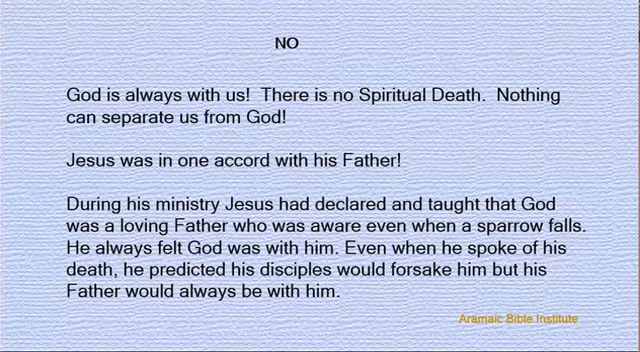 NO
God is always with us!  There is no Spiritual Death.  Nothing
can separate us from God!
Jesus was in one accord with his Father!
During his ministry Jesus had declared and taught that God
was a loving Father who was aware even when a sparrow falls.
He always felt God was with him. Even when he spoke of his
death, he predicted his disciples would forsake him but his
Father would always be with him.
Aramaic Bible Institute